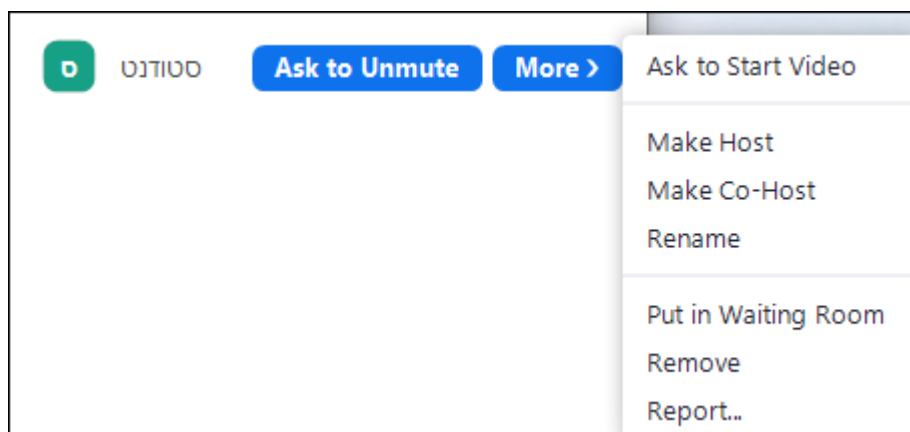 ס סטודנט Ask to Unmute More >
Ask to Start Video
Make Host
Make Co-Host
Rename
Put in Waiting Room
Remove
Report...